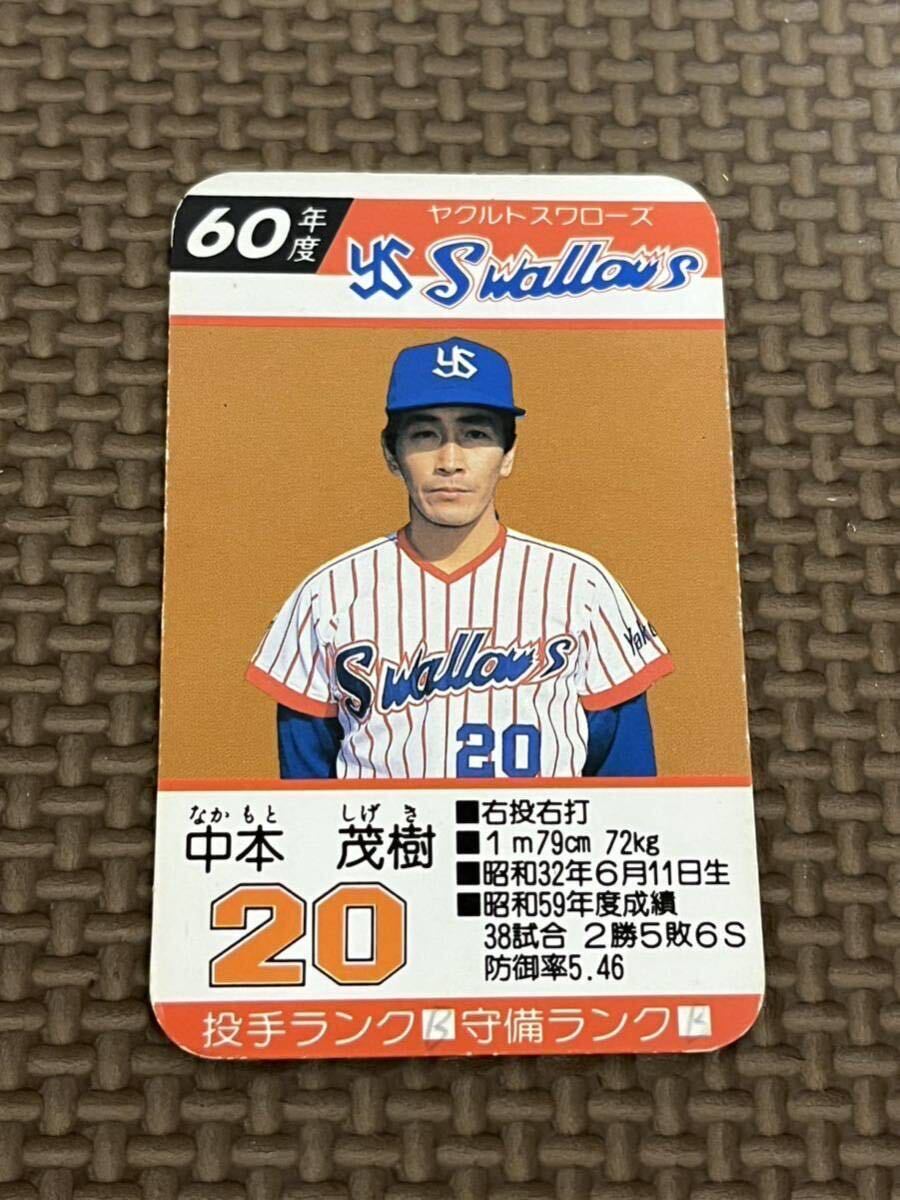 60年度
ヤクルトスワローズ
YS Swallows
YS
Yak
Swallows
20
なかもと しげき
中本 茂樹
20
■右投右打
■1m79cm 72kg
■昭和32年6月11日生
■昭和59年度成績
38試合 2勝5敗6S
防御率5.46
投手ランクB 守備ランク